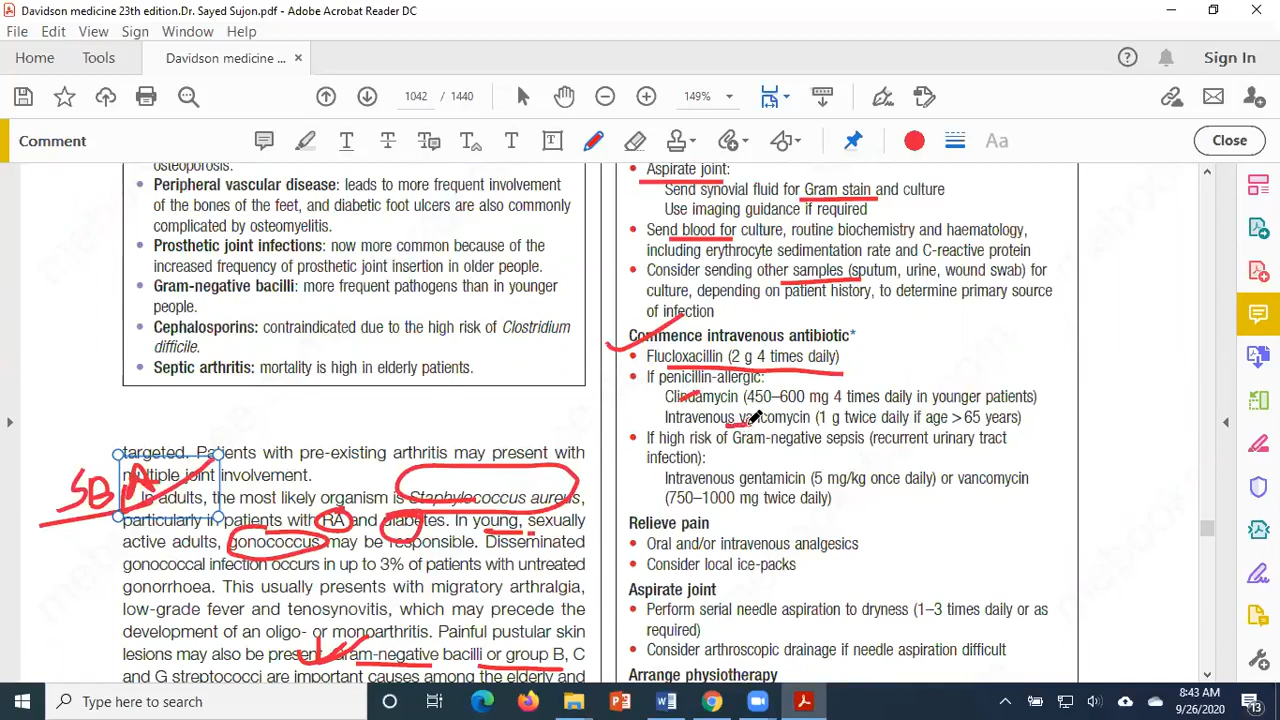 Davidson medicine 23th edition.Dr. Sayed Sujon.pdf - Adobe Acrobat Reader DC
File Edit View Sign Window Help
Home Tools Davidson medicine ... × Sign In
1042 / 1440 149%
Comment Aa Close
osteoporosis.
• Peripheral vascular disease: leads to more frequent involvement
of the bones of the feet, and diabetic foot ulcers are also commonly
complicated by osteomyelitis.
• Prosthetic joint infections: now more common because of the
increased frequency of prosthetic joint insertion in older people.
• Gram-negative bacilli: more frequent pathogens than in younger
people.
• Cephalosporins: contraindicated due to the high risk of Clostridium
difficile.
• Septic arthritis: mortality is high in elderly patients.
targeted. Patients with pre-existing arthritis may present with
multiple joint involvement.
SBA
In adults, the most likely organism is Staphylococcus aureus,
particularly in patients with RA and diabetes. In young, sexually
active adults, gonococcus may be responsible. Disseminated
gonococcal infection occurs in up to 3% of patients with untreated
gonorrhoea. This usually presents with migratory arthralgia,
low-grade fever and tenosynovitis, which may precede the
development of an oligo- or monoarthritis. Painful pustular skin
lesions may also be present. Gram-negative bacilli or group B, C
and G streptococci are important causes among the elderly and
• Aspirate joint:
Send synovial fluid for Gram stain and culture
Use imaging guidance if required
• Send blood for culture, routine biochemistry and haematology,
including erythrocyte sedimentation rate and C-reactive protein
• Consider sending other samples (sputum, urine, wound swab) for
culture, depending on patient history, to determine primary source
of infection
Commence intravenous antibiotic*
• Flucloxacillin (2 g 4 times daily)
• If penicillin-allergic:
Clindamycin (450–600 mg 4 times daily in younger patients)
Intravenous vancomycin (1 g twice daily if age >65 years)
• If high risk of Gram-negative sepsis (recurrent urinary tract
infection):
Intravenous gentamicin (5 mg/kg once daily) or vancomycin
(750–1000 mg twice daily)
Relieve pain
• Oral and/or intravenous analgesics
• Consider local ice-packs
Aspirate joint
• Perform serial needle aspiration to dryness (1–3 times daily or as
required)
• Consider arthroscopic drainage if needle aspiration difficult
Arrange physiotherapy
Type here to search
8:43 AM
9/26/2020
13